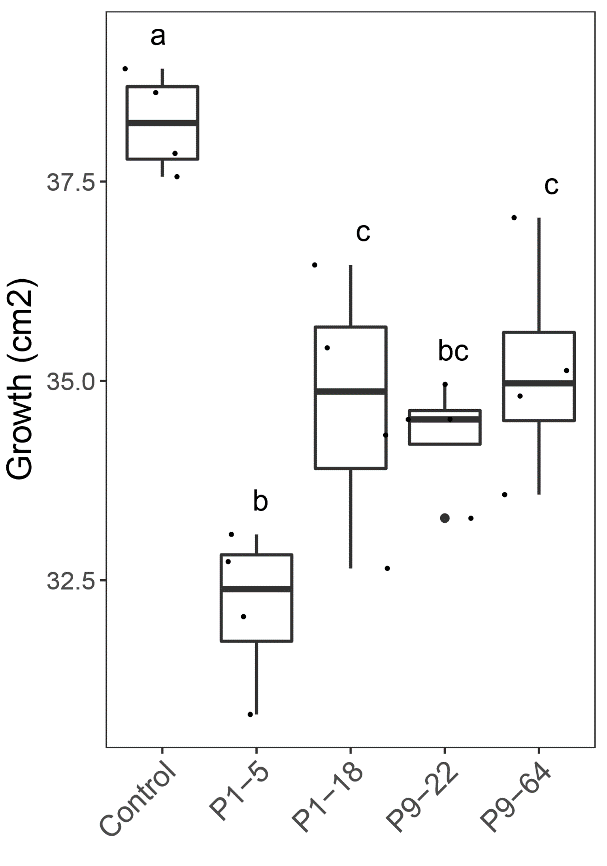 a
37.5
c
c
bc
35.0
Growth (cm2)
b
32.5
Control
P1−5
P1−18
P9−22
P9−64